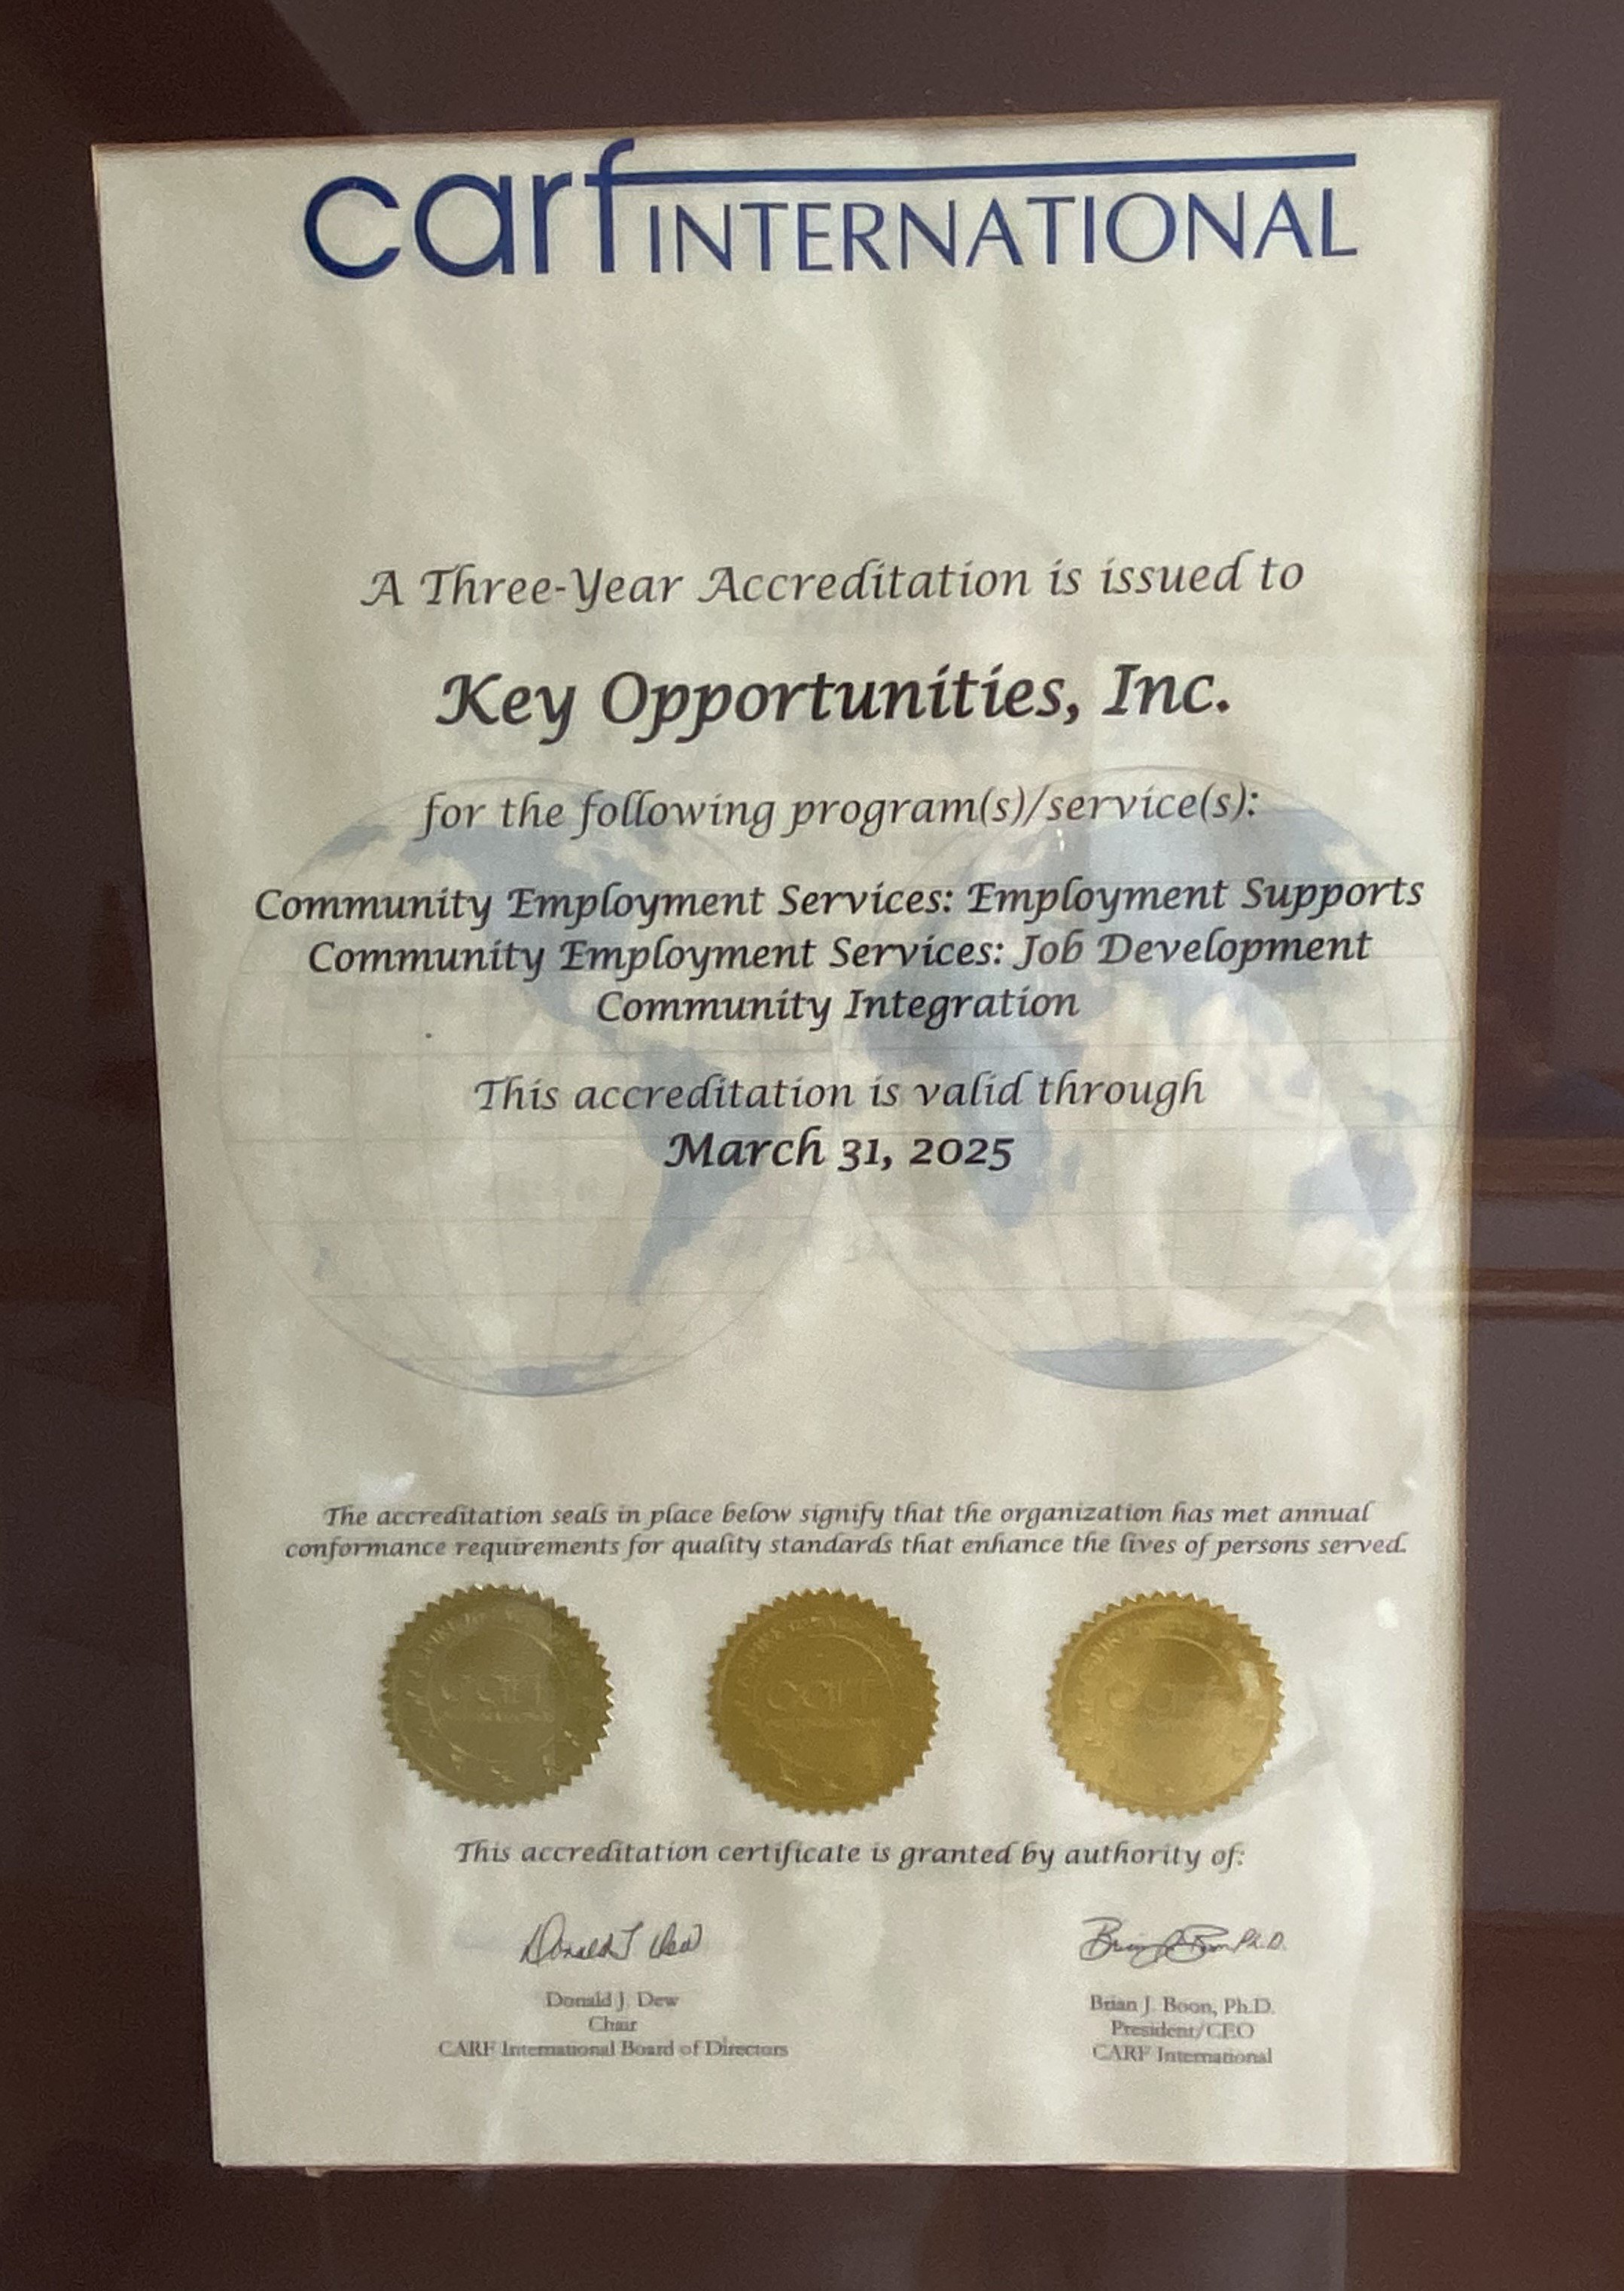 carf INTERNATIONAL
A Three-Year Accreditation is issued to
Key Opportunities, Inc.
for the following program(s)/service(s):
Community Employment Services: Employment Supports
Community Employment Services: Job Development
Community Integration
This accreditation is valid through
March 31, 2025
The accreditation seals in place below signify that the organization has met annual
conformance requirements for quality standards that enhance the lives of persons served.
carf
carf
carf
This accreditation certificate is granted by authority of:
Donald J. Dew
Chair
CARF International Board of Directors
Brian J. Boon, Ph.D.
President/CEO
CARF International